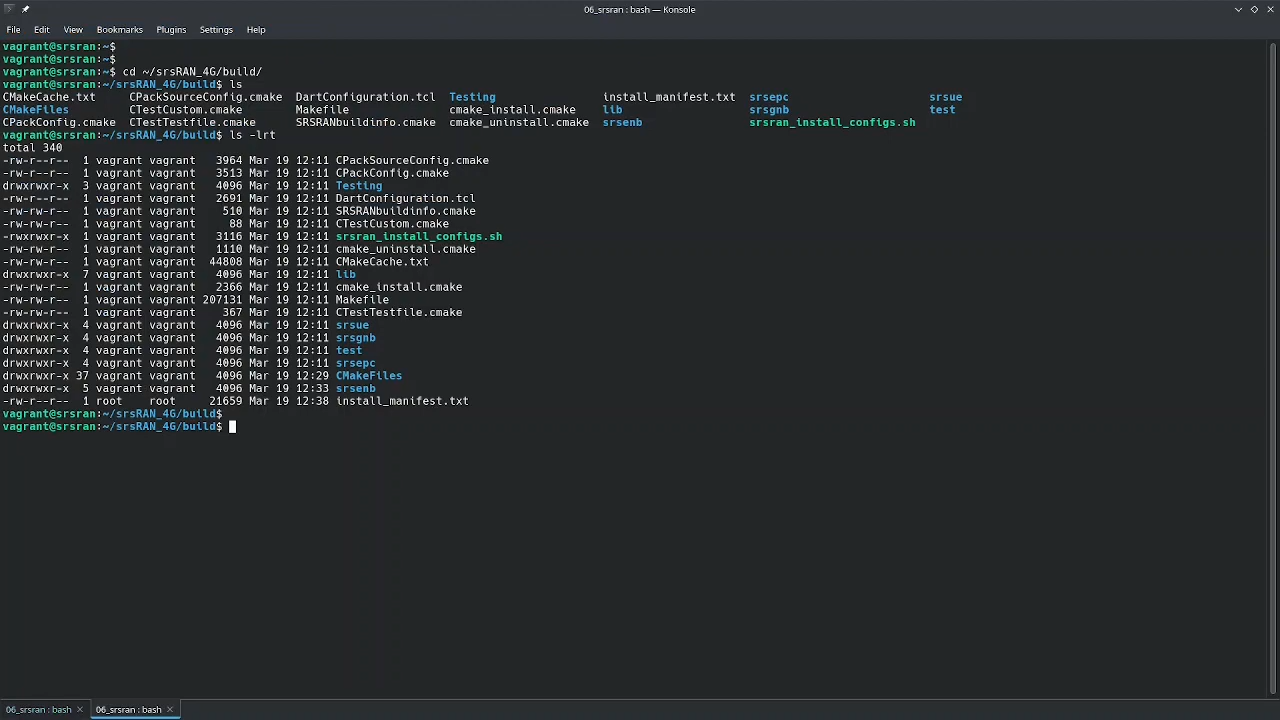 06_srsran : bash — Konsole
File Edit View Bookmarks Plugins Settings Help
vagrant@srsran:~$
vagrant@srsran:~$
vagrant@srsran:~$ cd ~/srsRAN_4G/build/
vagrant@srsran:~/srsRAN_4G/build$ ls
CMakeCache.txt CPackSourceConfig.cmake DartConfiguration.tcl Testing install_manifest.txt srsepc srsue
CMakeFiles CTestCustom.cmake Makefile cmake_install.cmake lib srsgnb test
CPackConfig.cmake CTestTestfile.cmake SRSRANbuildinfo.cmake cmake_uninstall.cmake srsenb srsran_install_configs.sh
vagrant@srsran:~/srsRAN_4G/build$ ls -lrt
total 340
-rw-r--r-- 1 vagrant vagrant 3964 Mar 19 12:11 CPackSourceConfig.cmake
-rw-r--r-- 1 vagrant vagrant 3513 Mar 19 12:11 CPackConfig.cmake
drwxrwxr-x 3 vagrant vagrant 4096 Mar 19 12:11 Testing
-rw-rw-r-- 1 vagrant vagrant 2691 Mar 19 12:11 DartConfiguration.tcl
-rw-rw-r-- 1 vagrant vagrant 510 Mar 19 12:11 SRSRANbuildinfo.cmake
-rw-rw-r-- 1 vagrant vagrant 88 Mar 19 12:11 CTestCustom.cmake
-rwxrwxr-x 1 vagrant vagrant 3116 Mar 19 12:11 srsran_install_configs.sh
-rw-rw-r-- 1 vagrant vagrant 1110 Mar 19 12:11 cmake_uninstall.cmake
-rw-rw-r-- 1 vagrant vagrant 44808 Mar 19 12:11 CMakeCache.txt
drwxrwxr-x 7 vagrant vagrant 4096 Mar 19 12:11 lib
-rw-rw-r-- 1 vagrant vagrant 2366 Mar 19 12:11 cmake_install.cmake
-rw-rw-r-- 1 vagrant vagrant 207131 Mar 19 12:11 Makefile
-rw-rw-r-- 1 vagrant vagrant 367 Mar 19 12:11 CTestTestfile.cmake
drwxrwxr-x 4 vagrant vagrant 4096 Mar 19 12:11 srsue
drwxrwxr-x 4 vagrant vagrant 4096 Mar 19 12:11 srsgnb
drwxrwxr-x 4 vagrant vagrant 4096 Mar 19 12:11 test
drwxrwxr-x 4 vagrant vagrant 4096 Mar 19 12:11 srsepc
drwxrwxr-x 37 vagrant vagrant 4096 Mar 19 12:29 CMakeFiles
drwxrwxr-x 5 vagrant vagrant 4096 Mar 19 12:33 srsenb
-rw-r--r-- 1 root root 21659 Mar 19 12:38 install_manifest.txt
vagrant@srsran:~/srsRAN_4G/build$
vagrant@srsran:~/srsRAN_4G/build$
06_srsran : bash 06_srsran : bash